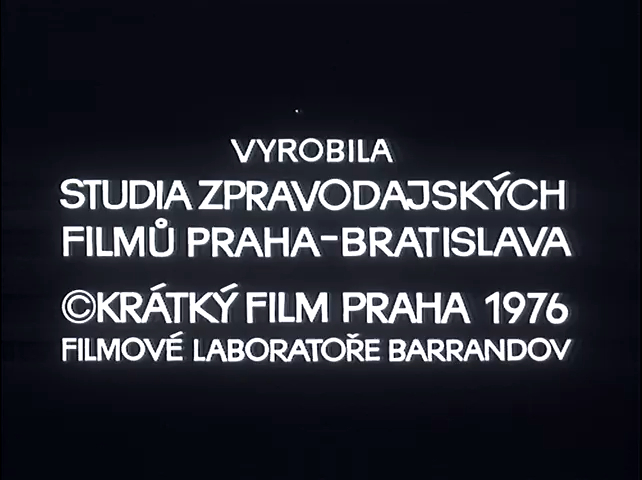 VYROBILA
STUDIA ZPRAVODAJSKÝCH
FILMŮ PRAHA-BRATISLAVA
©KRÁTKÝ FILM PRAHA 1976
FILMOVÉ LABORATOŘE BARRANDOV